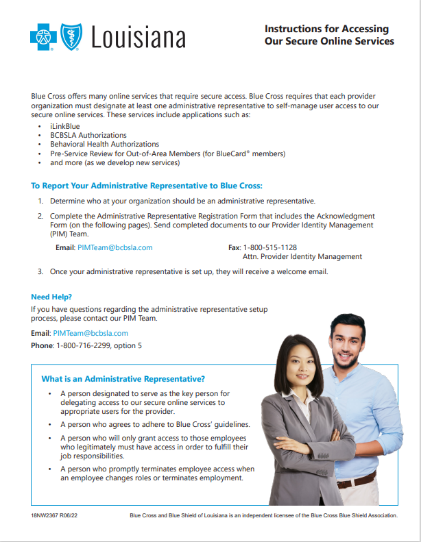 Louisiana
Instructions for Accessing
Our Secure Online Services
Blue Cross offers many online services that require secure access. Blue Cross requires that each provider
organization must designate at least one administrative representative to self-manage user access to our
secure online services. These services include applications such as:
• iLinkBlue
• BCBSLA Authorizations
• Behavioral Health Authorizations
• Pre-Service Review for Out-of-Area Members (for BlueCard® members)
• and more (as we develop new services)
To Report Your Administrative Representative to Blue Cross:
1. Determine who at your organization should be an administrative representative.
2. Complete the Administrative Representative Registration Form that includes the Acknowledgment
Form (on the following pages). Send completed documents to our Provider Identity Management
(PIM) Team.
Email: PIMTeam@bcbsla.com Fax: 1-800-515-1128
Attn. Provider Identity Management
3. Once your administrative representative is set up, they will receive a welcome email.
Need Help?
If you have questions regarding the administrative representative setup
process, please contact our PIM Team.
Email: PIMTeam@bcbsla.com
Phone: 1-800-716-2299, option 5
What is an Administrative Representative?
• A person designated to serve as the key person for
delegating access to our secure online services to
appropriate users for the provider.
• A person who agrees to adhere to Blue Cross' guidelines.
• A person who will only grant access to those employees
who legitimately must have access in order to fulfill their
job responsibilities.
• A person who promptly terminates employee access when
an employee changes roles or terminates employment.
18NW2367 R06/22 Blue Cross and Blue Shield of Louisiana is an independent licensee of the Blue Cross Blue Shield Association.